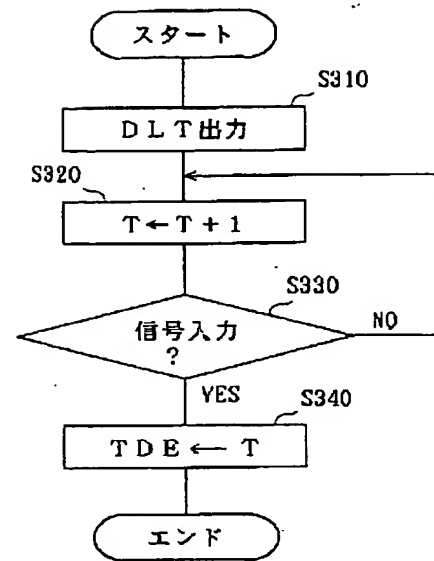 スタート
S310
DLT出力
S320
T←T+1
S330
信号入力
?
NO
YES
S340
TDE←T
エンド